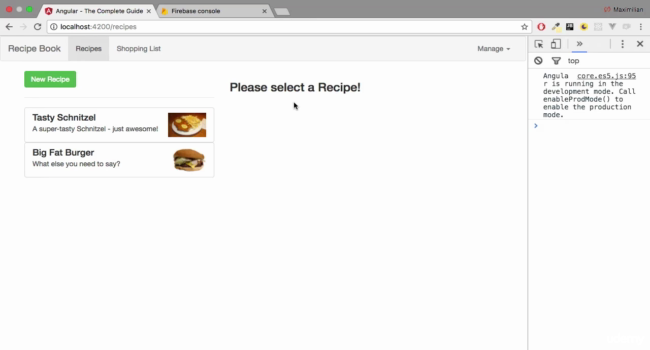 Angular - The Complete Guide
Firebase console
Maximilian
localhost:4200/recipes
Recipe Book
Recipes
Shopping List
Manage
New Recipe
Please select a Recipe!
Tasty Schnitzel
A super-tasty Schnitzel - just awesome!
Big Fat Burger
What else you need to say?
top
Angula core.es5.js:95
r is running in the
development mode. Call
enableProdMode() to
enable the production
mode.